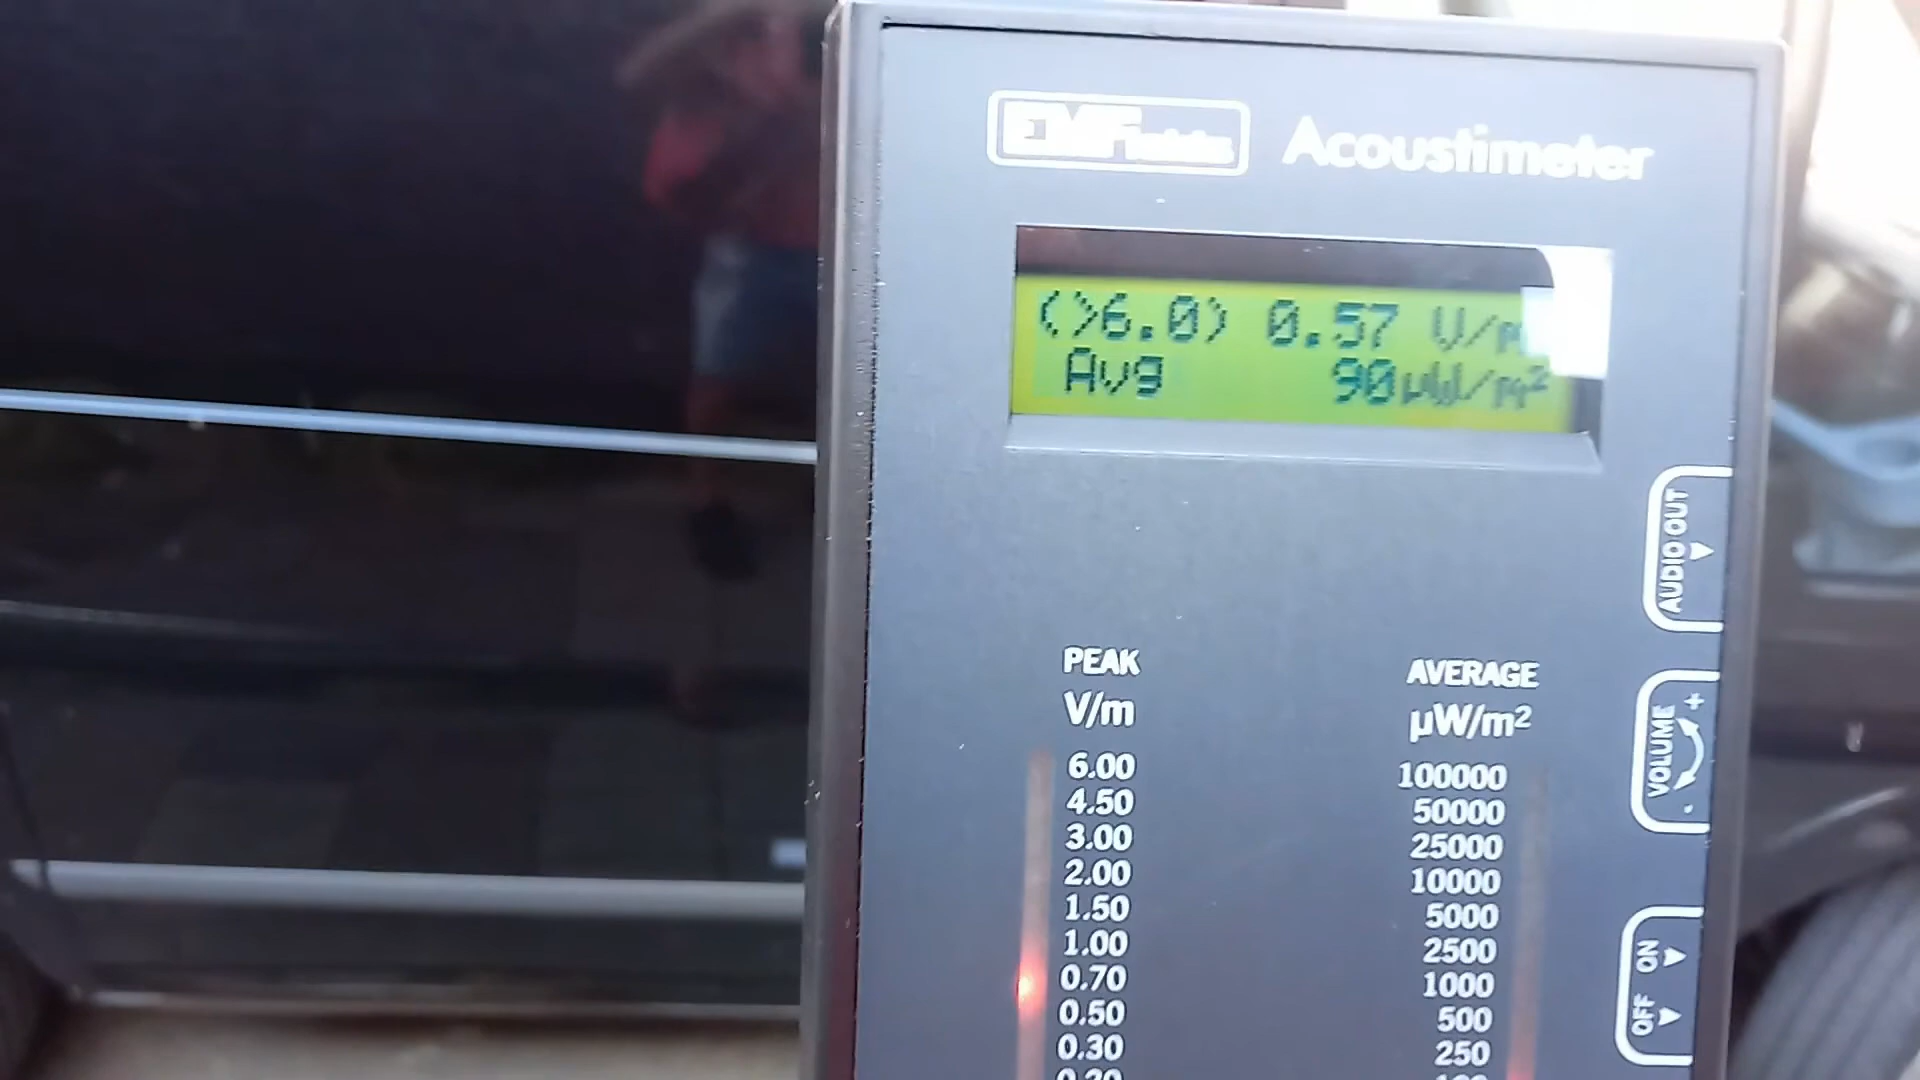 EMFields Acoustimeter
(>6.0) 0.57 V/m
Avg 90µW/m²
AUDIO OUT
PEAK AVERAGE
V/m µW/m²
VOLUME + -
6.00 100000
4.50 50000
3.00 25000
2.00 10000
1.50 5000
1.00 2500
0.70 1000
0.50 500
0.30 250
ON
OFF